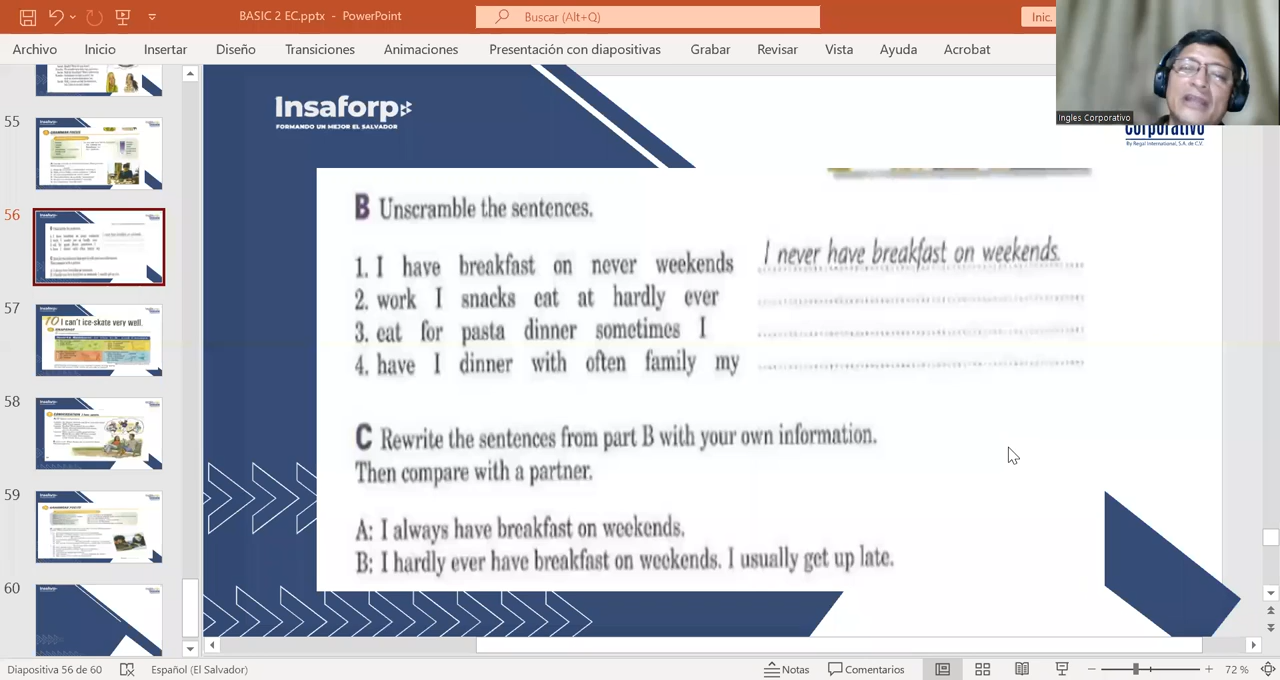 BASIC 2 EC.pptx - PowerPoint
Buscar (Alt+Q)
Inic.
Archivo Inicio Insertar Diseño Transiciones Animaciones Presentación con diapositivas Grabar Revisar Vista Ayuda Acrobat
Ingles Corporativo
Insaforp
FORMANDO UN MEJOR EL SALVADOR
Corporativo
By Regal International, S.A. de C.V.
B Unscramble the sentences.
1. I have breakfast on never weekends I never have breakfast on weekends.
2. work I snacks eat at hardly ever
3. eat for pasta dinner sometimes I
4. have I dinner with often family my
C Rewrite the sentences from part B with your own information.
Then compare with a partner.
A: I always have breakfast on weekends.
B: I hardly ever have breakfast on weekends. I usually get up late.
55
56
57
10 I can't ice-skate very well.
58
59
60
Diapositiva 56 de 60 Español (El Salvador) Notas Comentarios 72 %